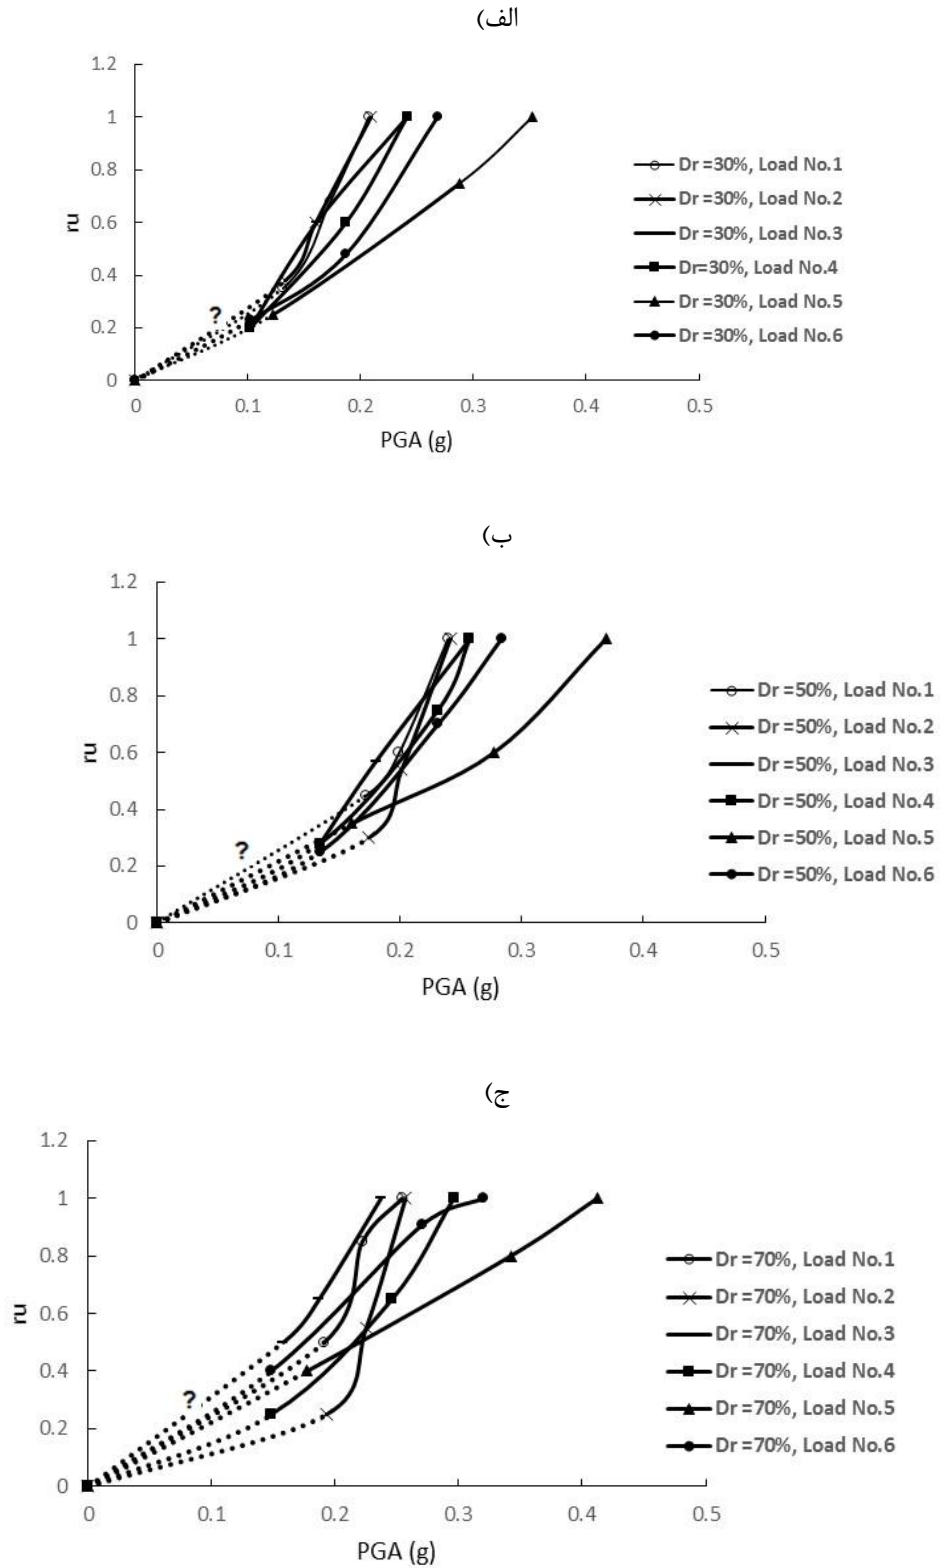 الف)
1.2
1
0.8
0.6
0.4
0.2
0
ru
?
0 0.1 0.2 0.3 0.4 0.5
PGA (g)
Dr =30%, Load No.1
Dr =30%, Load No.2
Dr =30%, Load No.3
Dr=30%, Load No.4
Dr =30%, Load No.5
Dr =30%, Load No.6
ب)
1.2
1
0.8
0.6
0.4
0.2
0
ru
?
0 0.1 0.2 0.3 0.4 0.5
PGA (g)
Dr =50%, Load No.1
Dr =50%, Load No.2
Dr =50%, Load No.3
Dr =50%, Load No.4
Dr =50%, Load No.5
Dr =50%, Load No.6
ج)
1.2
1
0.8
0.6
0.4
0.2
0
ru
?
0 0.1 0.2 0.3 0.4 0.5
PGA (g)
Dr =70%, Load No.1
Dr =70%, Load No.2
Dr =70%, Load No.3
Dr =70%, Load No.4
Dr =70%, Load No.5
Dr =70%, Load No.6